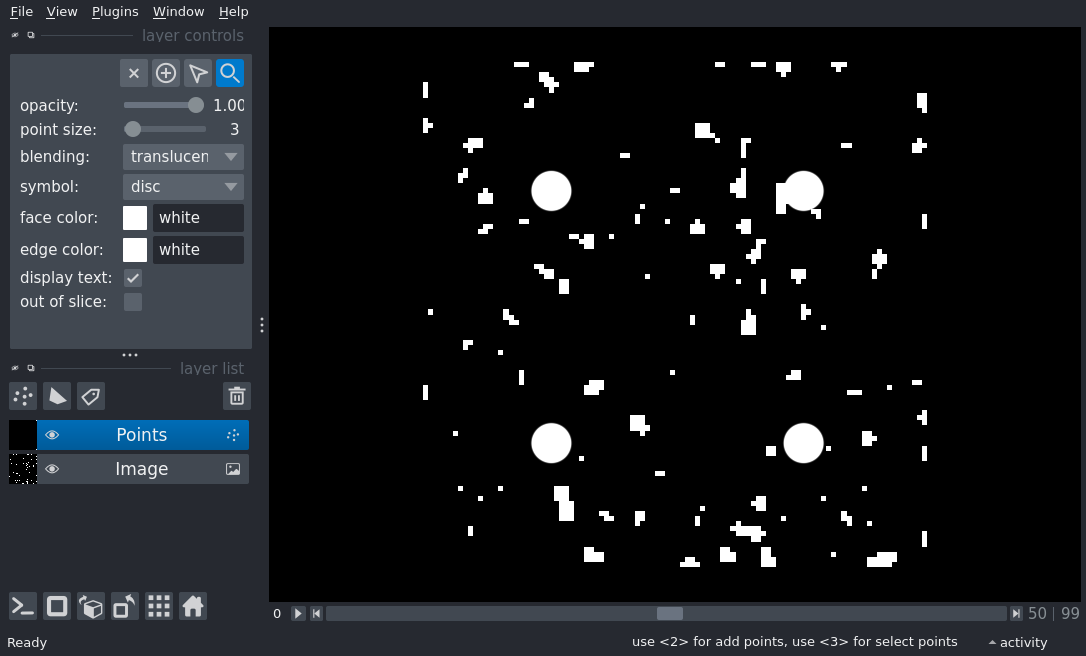 File View Plugins Window Help
layer controls
opacity: 1.00
point size: 3
blending: translucen
symbol: disc
face color: white
edge color: white
display text:
out of slice:
layer list
Points
Image
0 50 | 99
Ready use <2> for add points, use <3> for select points activity